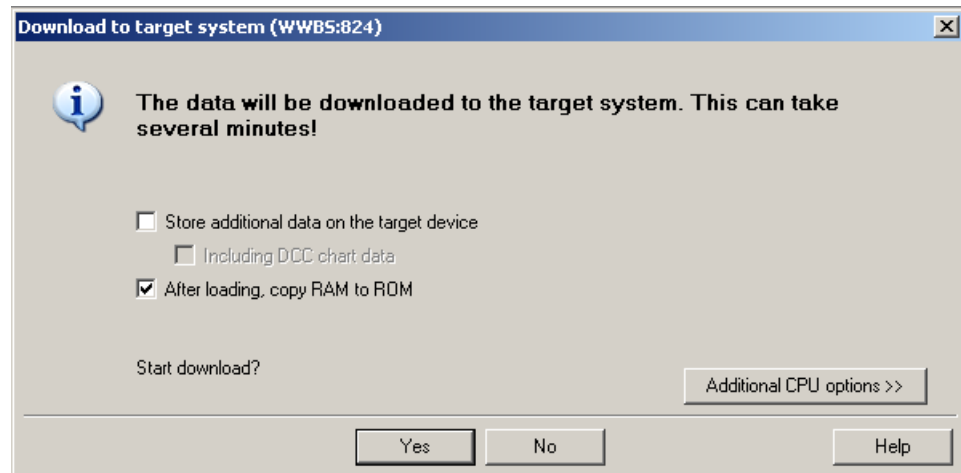 Download to target system (WWBS:824)
The data will be downloaded to the target system. This can take
several minutes!
Store additional data on the target device
Including DCC chart data
After loading, copy RAM to ROM
Start download?
Additional CPU options >>
Yes
No
Help